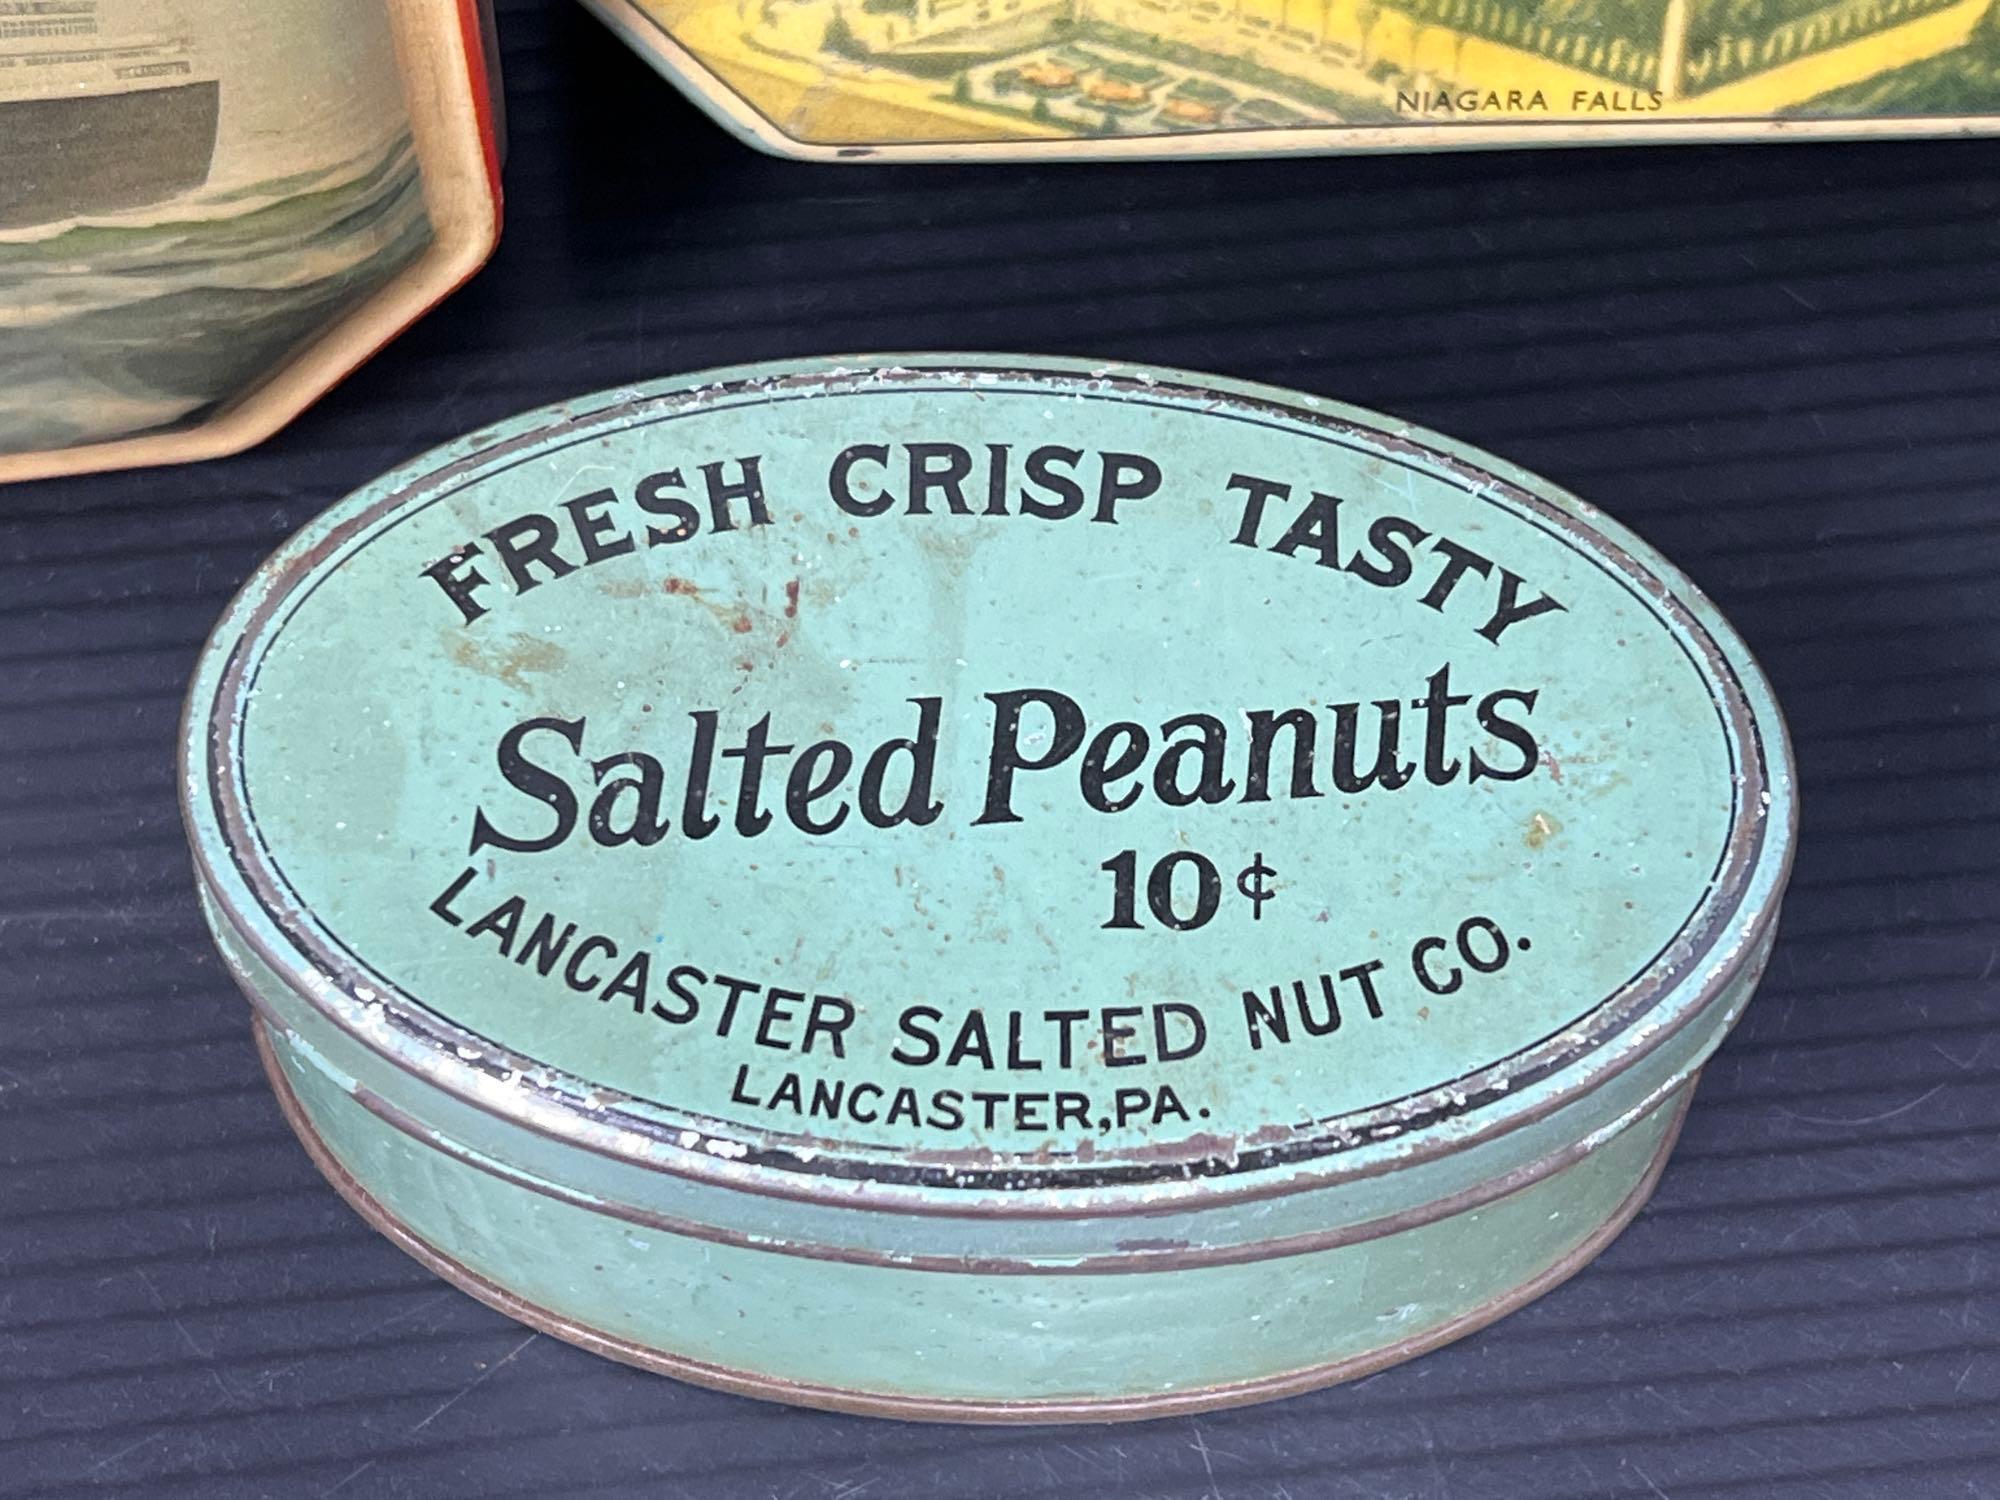 NIAGARA FALLS
FRESH CRISP TASTY
Salted Peanuts
10¢
LANCASTER SALTED NUT CO.
LANCASTER, PA.